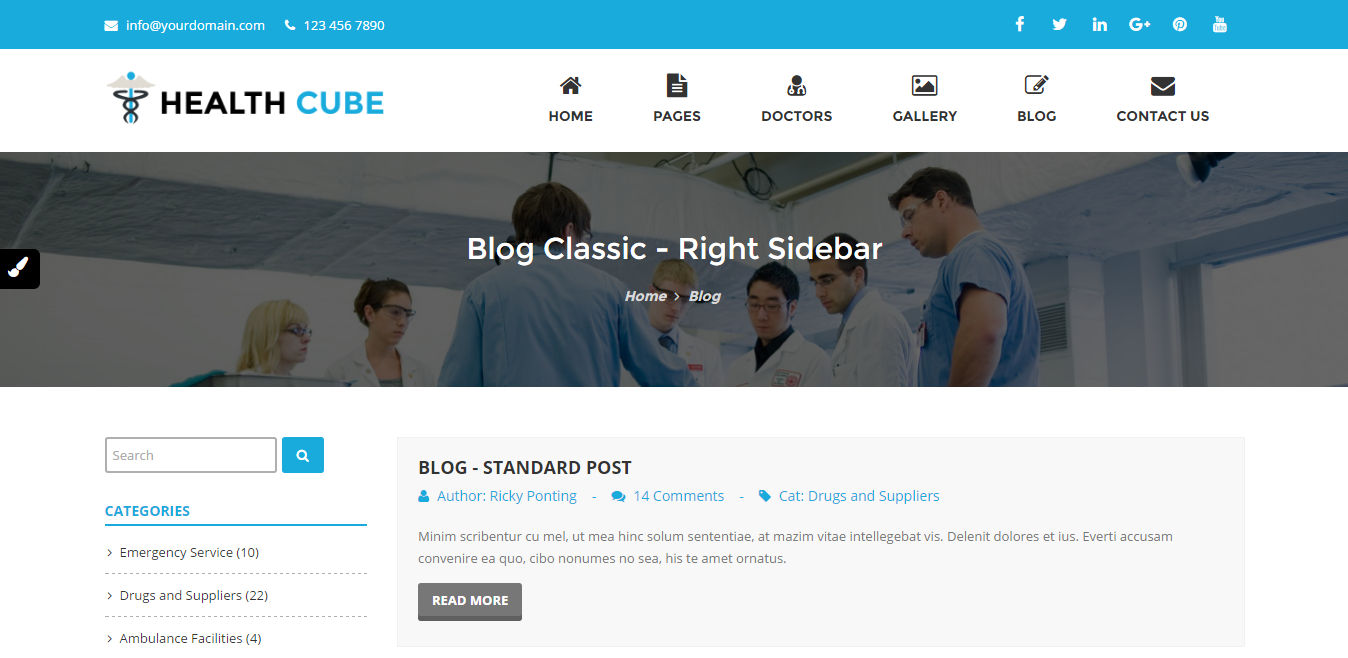 info@yourdomain.com 123 456 7890
HEALTH CUBE
HOME PAGES DOCTORS GALLERY BLOG CONTACT US
Blog Classic - Right Sidebar
Home > Blog
Search
CATEGORIES
> Emergency Service (10)
> Drugs and Suppliers (22)
> Ambulance Facilities (4)
BLOG - STANDARD POST
Author: Ricky Ponting - 14 Comments - Cat: Drugs and Suppliers
Minim scribentur cu mel, ut mea hinc solum sententiae, at mazim vitae intellegebat vis. Delenit dolores et ius. Everti accusam
convenire ea quo, cibo nonumes no sea, his te amet ornatus.
READ MORE